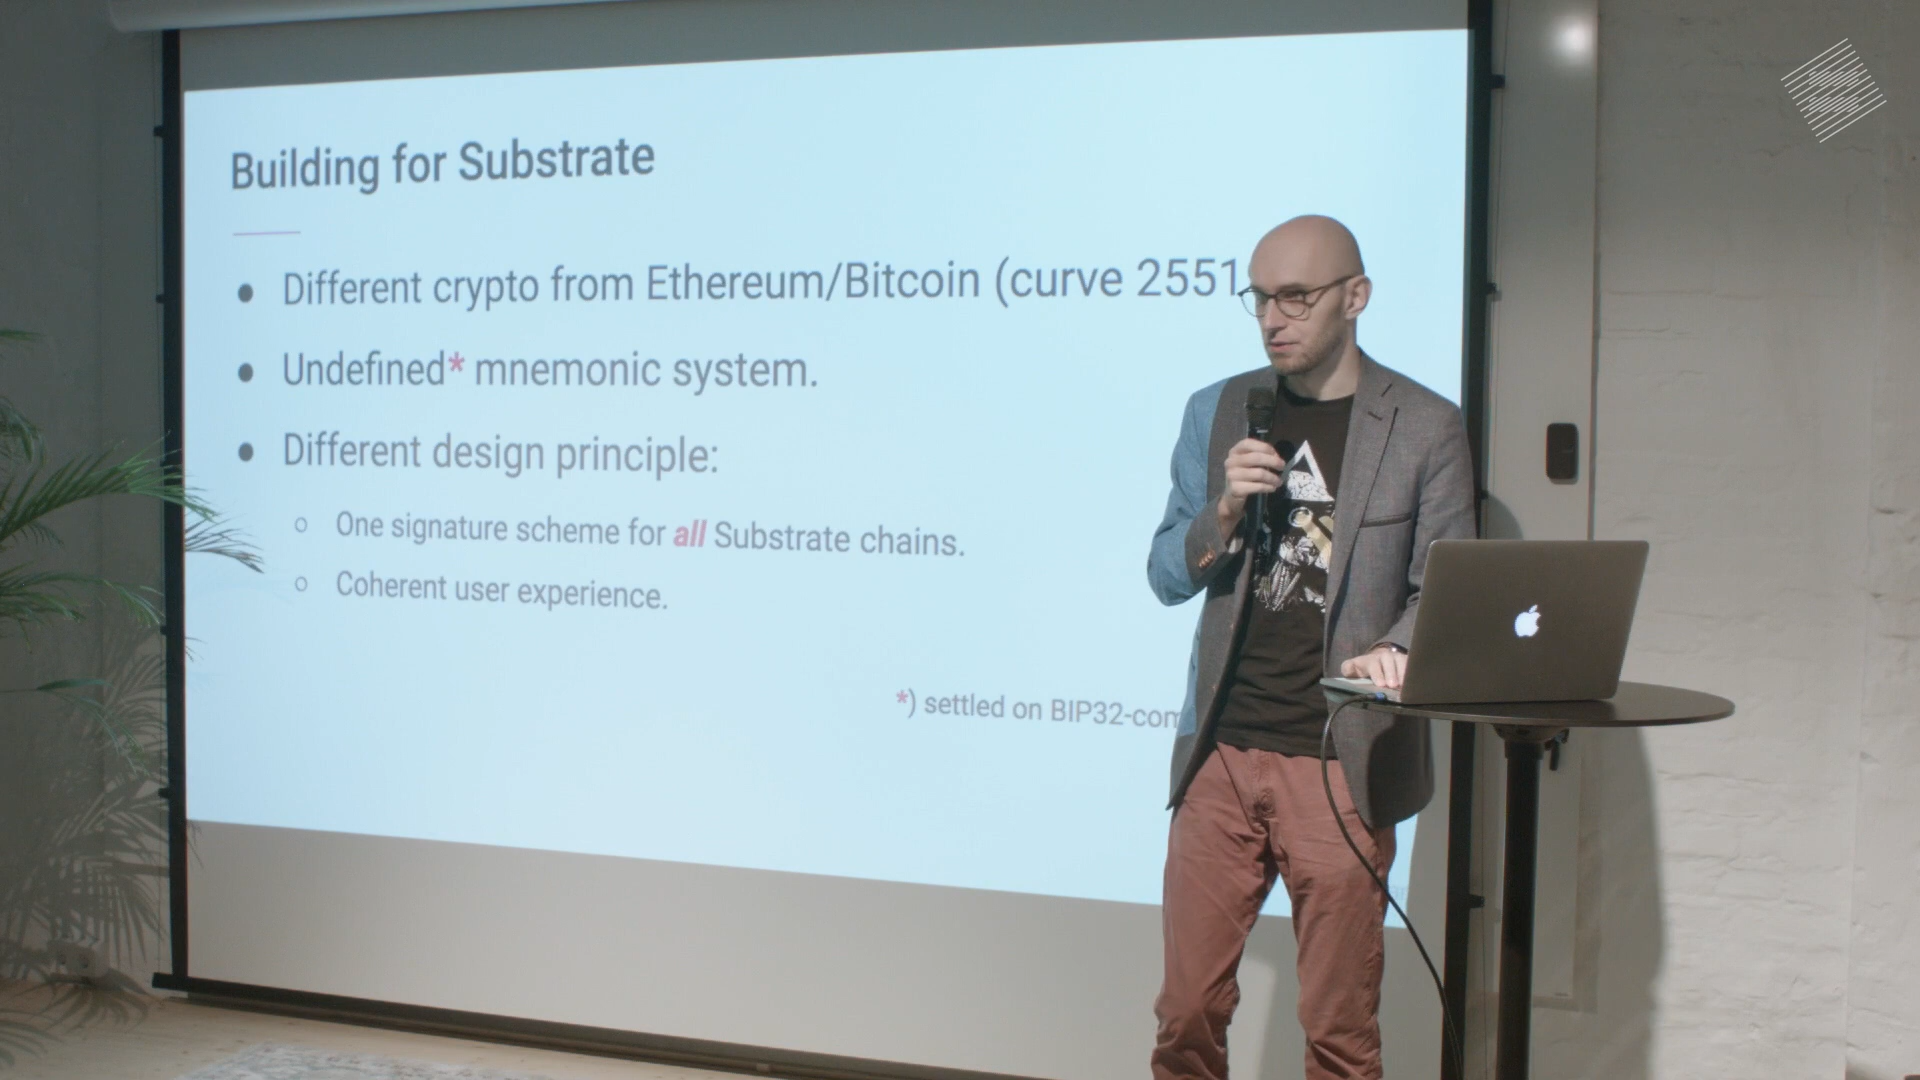 Building for Substrate
● Different crypto from Ethereum/Bitcoin (curve 2551
● Undefined* mnemonic system.
● Different design principle:
○ One signature scheme for all Substrate chains.
○ Coherent user experience.
*) settled on BIP32-com